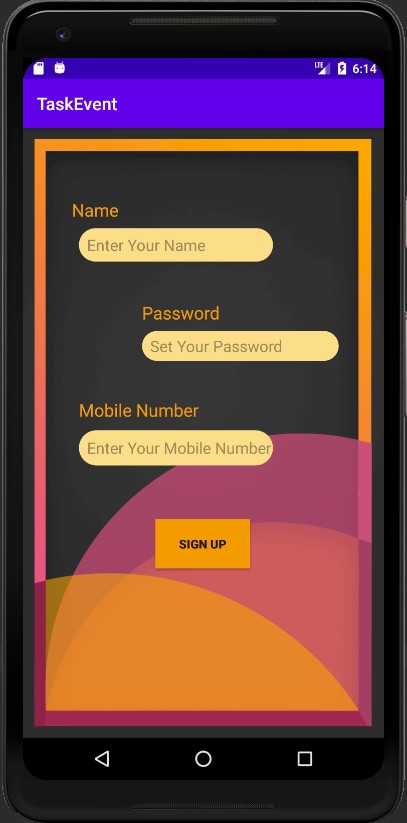 LTE 6:14
TaskEvent
Name
Enter Your Name
Password
Set Your Password
Mobile Number
Enter Your Mobile Number
SIGN UP